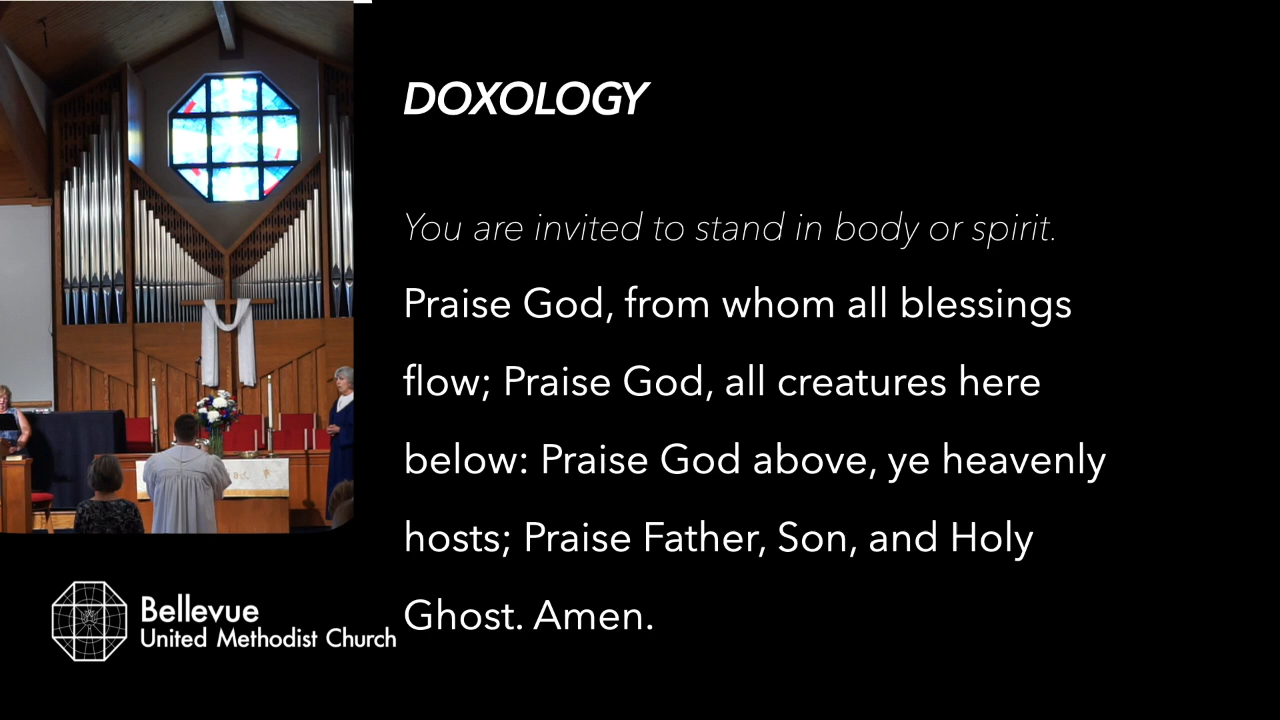 DOXOLOGY
You are invited to stand in body or spirit.
Praise God, from whom all blessings
flow; Praise God, all creatures here
below: Praise God above, ye heavenly
hosts; Praise Father, Son, and Holy
Ghost. Amen.
Bellevue
United Methodist Church